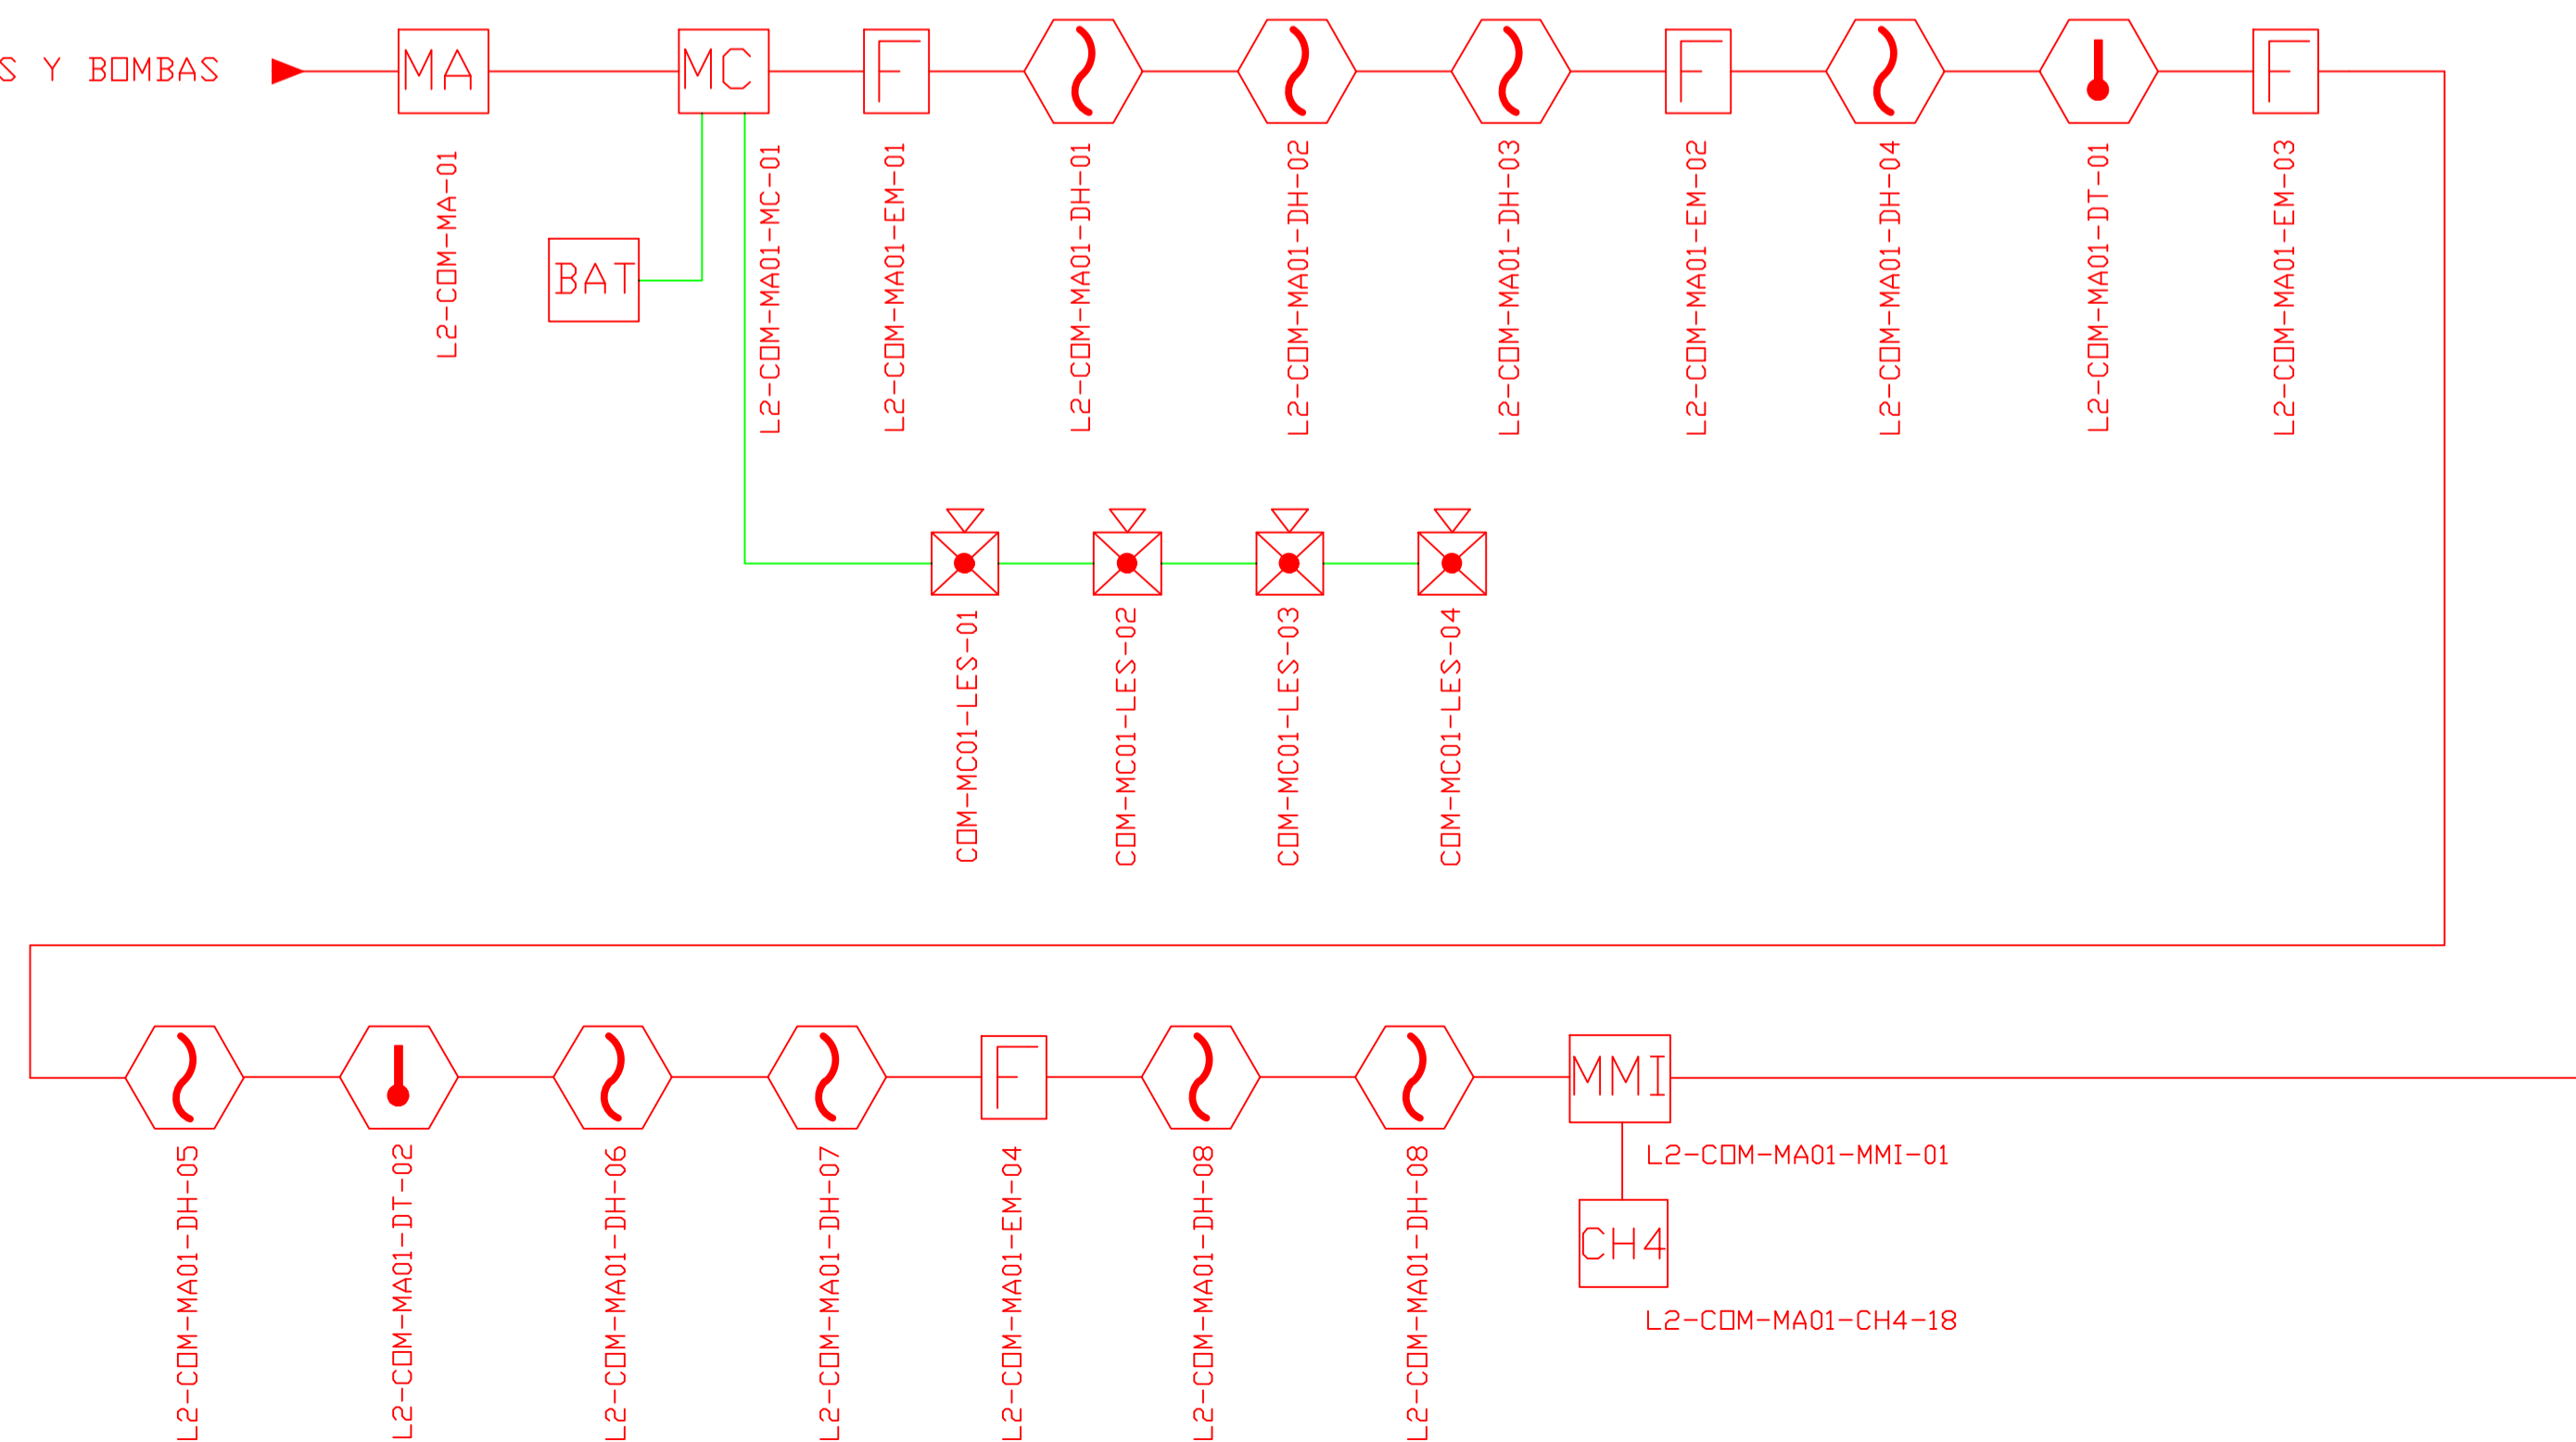 S Y BOMBAS
MA
MC
F
F
F
L2-COM-MA-01
L2-COM-MA01-MC-01
L2-COM-MA01-EM-01
L2-COM-MA01-DH-01
L2-COM-MA01-DH-02
L2-COM-MA01-DH-03
L2-COM-MA01-EM-02
L2-COM-MA01-DH-04
L2-COM-MA01-DT-01
L2-COM-MA01-EM-03
BAT
COM-MC01-LES-01
COM-MC01-LES-02
COM-MC01-LES-03
COM-MC01-LES-04
F
MMI
L2-COM-MA01-DH-05
L2-COM-MA01-DT-02
L2-COM-MA01-DH-06
L2-COM-MA01-DH-07
L2-COM-MA01-EM-04
L2-COM-MA01-DH-08
L2-COM-MA01-DH-08
L2-COM-MA01-MMI-01
CH4
L2-COM-MA01-CH4-18